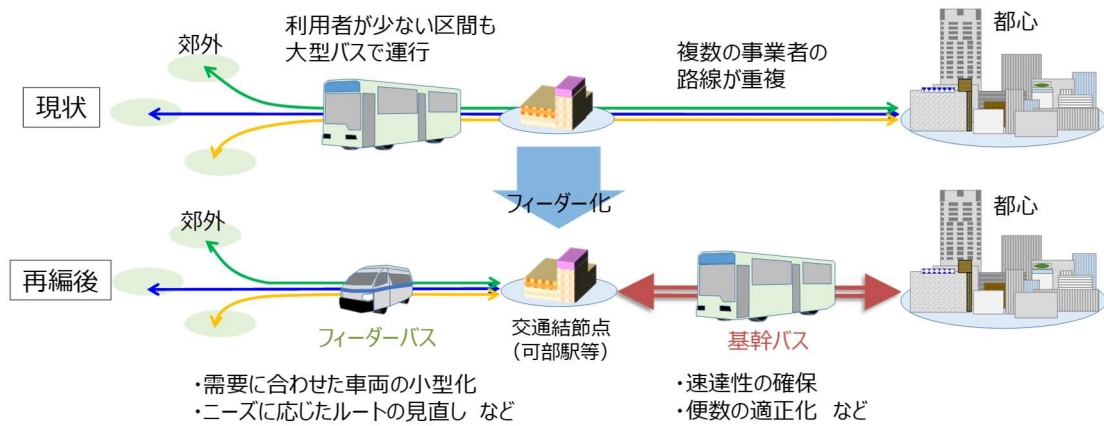 利用者が少ない区間も
大型バスで運行
郊外
複数の事業者の
路線が重複
都心
現状
フィーダー化
郊外
都心
再編後
フィーダーバス
交通結節点
（可部駅等）
基幹バス
・需要に合わせた車両の小型化
・ニーズに応じたルートの見直し など
・速達性の確保
・便数の適正化 など